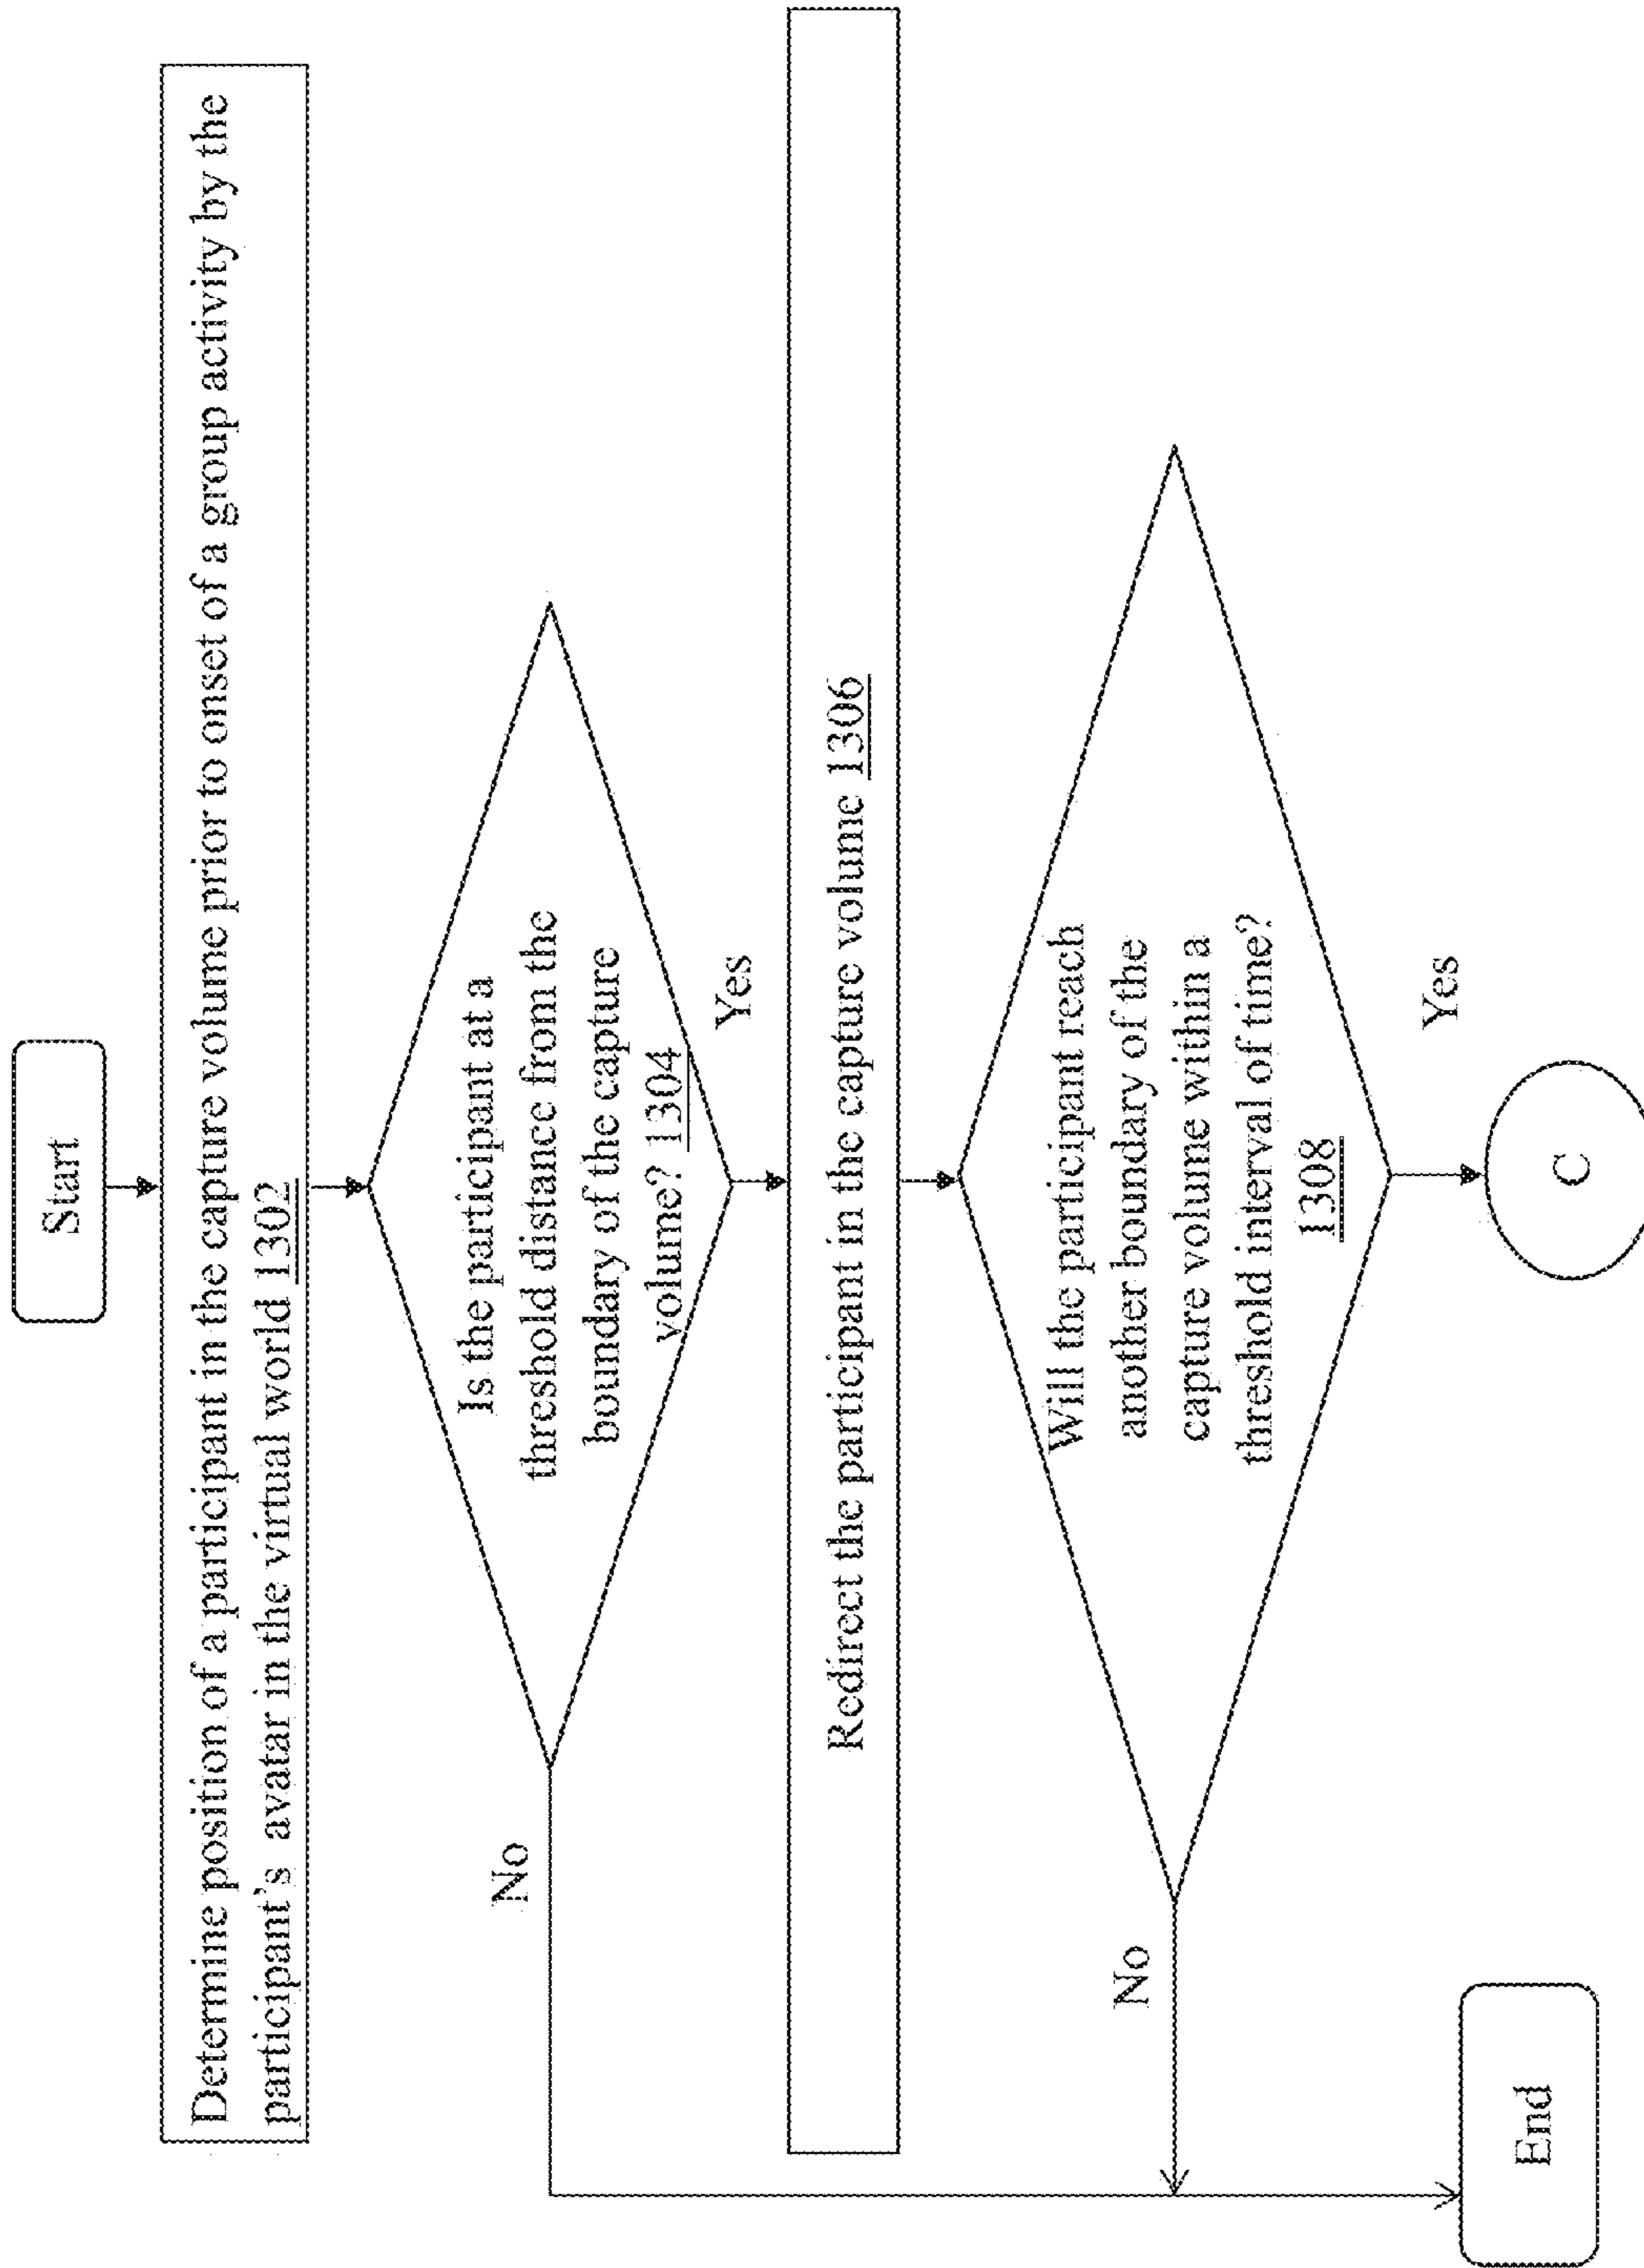 Start
Determine position of a participant in the capture volume prior to onset of a group activity by the
participant's avatar in the virtual world 1302
Is the participant at a
threshold distance from the
boundary of the capture
volume? 1304
No
Yes
Redirect the participant in the capture volume 1306
Will the participant reach
another boundary of the
capture volume within a
threshold interval of time?
1308
No
Yes
End
C